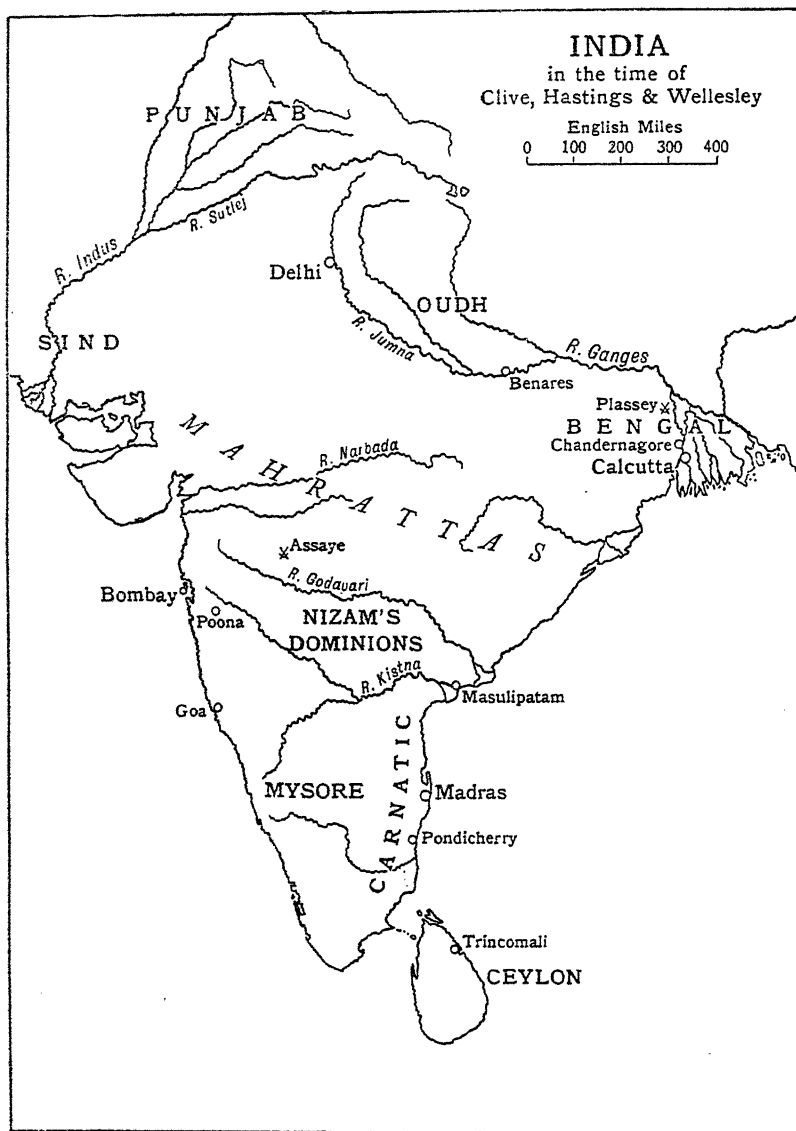 INDIA
in the time of
Clive, Hastings & Wellesley
English Miles
0 100 200 300 400
PUNJAB
R. Sutlej
R. Indus
Delhi
OUDH
SIND
R. Jumna
R. Ganges
Benares
Plassey
BENGAL
Chandernagore
Calcutta
MAHRATTAS
R. Narbada
Assaye
R. Godavari
Bombay
Poona
NIZAM'S
DOMINIONS
R. Kistna
Masulipatam
Goa
CARNATIC
MYSORE
Madras
Pondicherry
Trincomali
CEYLON